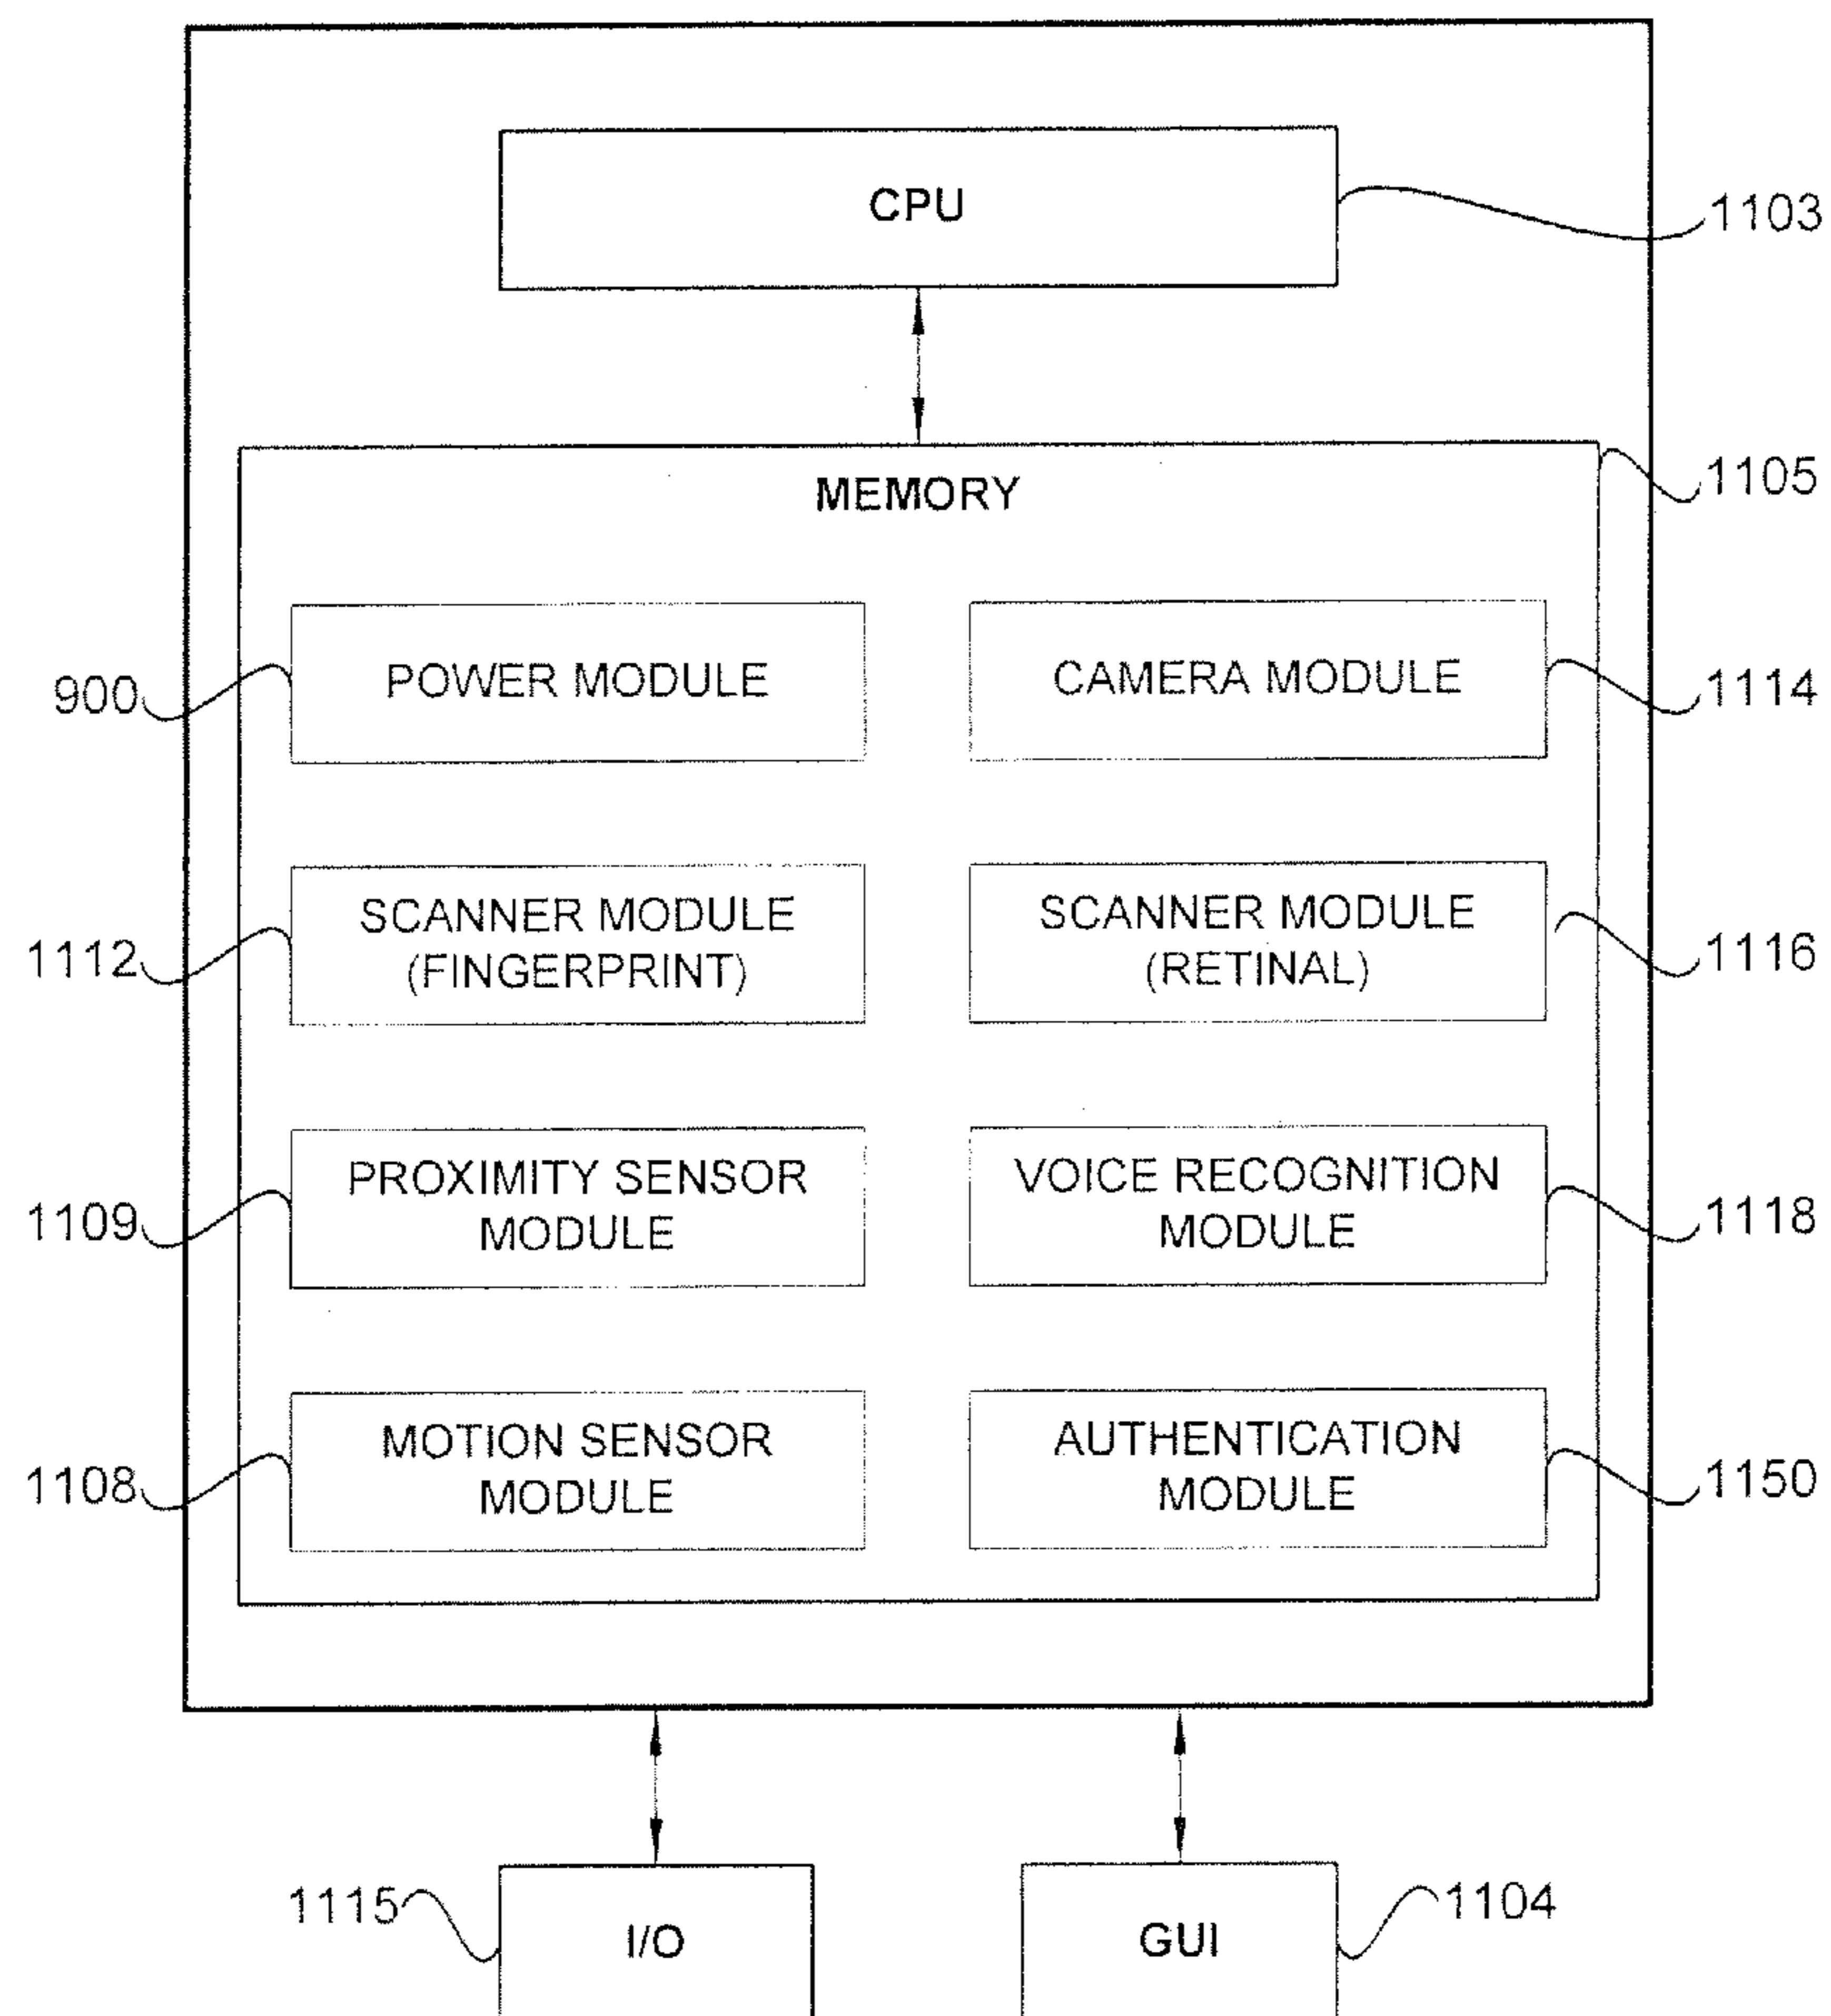 CPU
1103
MEMORY
1105
POWER MODULE
900
CAMERA MODULE
1114
SCANNER MODULE
(FINGERPRINT)
1112
SCANNER MODULE
(RETINAL)
1116
PROXIMITY SENSOR
MODULE
1109
VOICE RECOGNITION
MODULE
1118
MOTION SENSOR
MODULE
1108
AUTHENTICATION
MODULE
1150
1115
I/O
GUI
1104